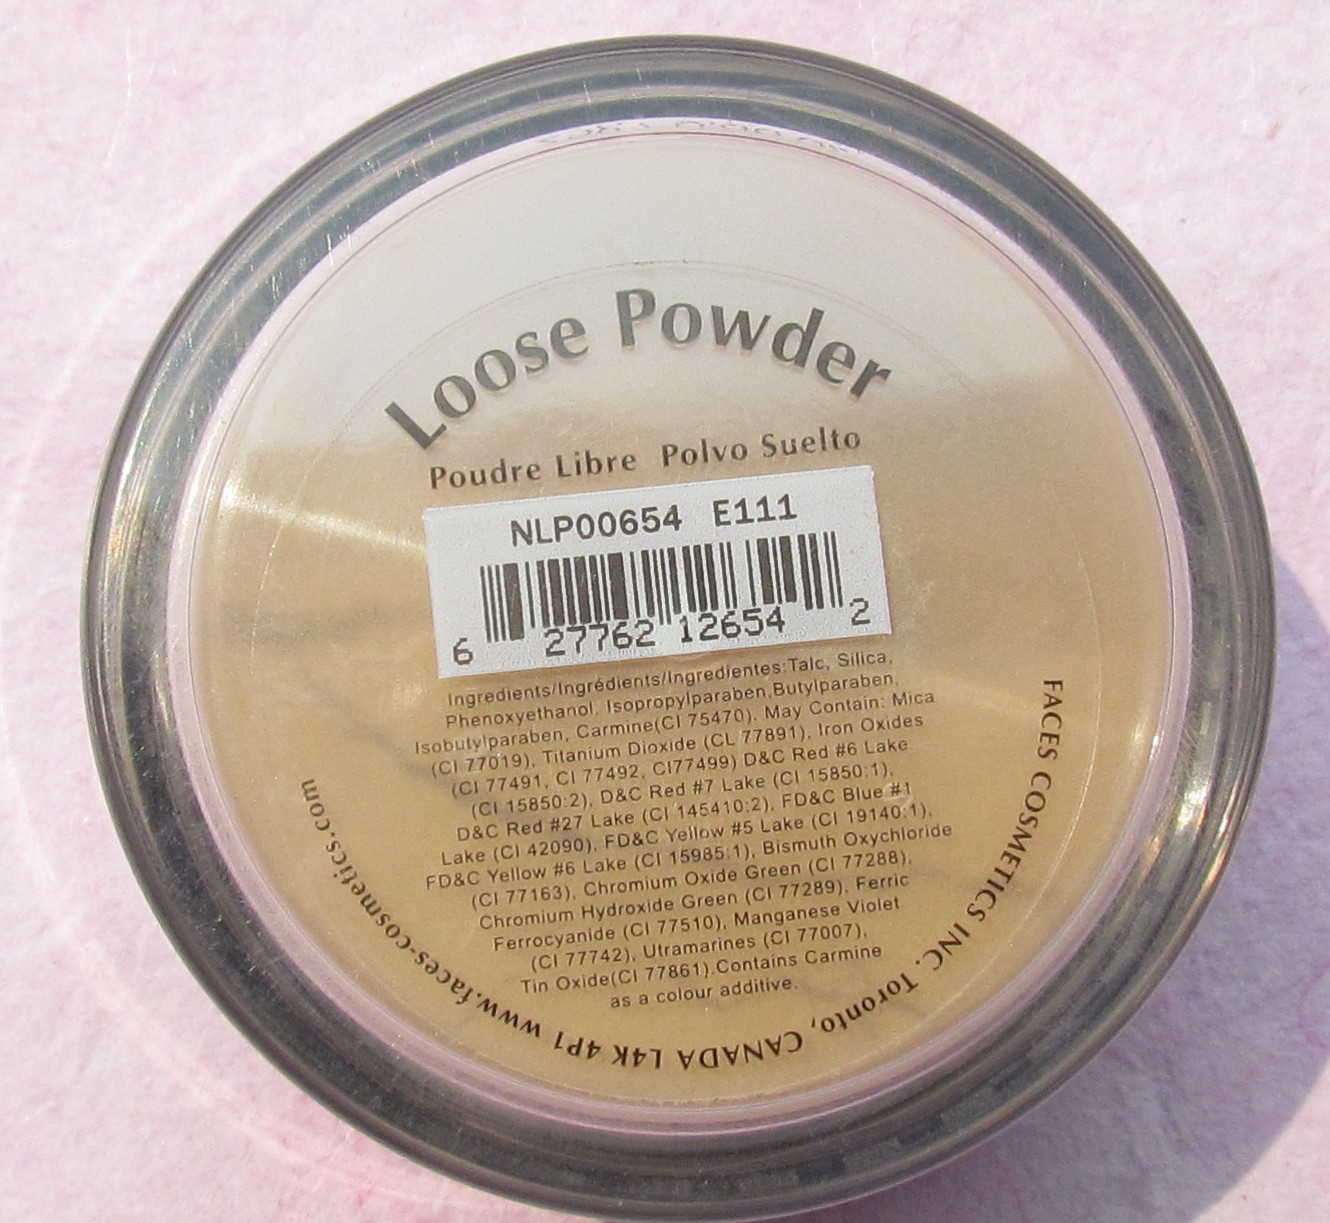 Loose Powder
Poudre Libre Polvo Suelto
NLP00654 E111
6 27762 12654 2
Ingredients/Ingrédients/Ingredientes:Talc, Silica,
Phenoxyethanol. Isopropylparaben,Butylparaben,
Isobutylparaben, Carmine(CI 75470). May Contain: Mica
(CI 77019), Titanium Dioxide (CL 77891), Iron Oxides
(CI 77491, CI 77492, CI77499) D&C Red #6 Lake
(CI 15850:2), D&C Red #7 Lake (CI 15850:1),
D&C Red #27 Lake (CI 145410:2), FD&C Blue #1
Lake (CI 42090), FD&C Yellow #5 Lake (CI 19140:1),
FD&C Yellow #6 Lake (CI 15985:1), Bismuth Oxychloride
(CI 77163), Chromium Oxide Green (CI 77288),
Chromium Hydroxide Green (CI 77289), Ferric
Ferrocyanide (CI 77510), Manganese Violet
(CI 77742), Utramarines (CI 77007),
Tin Oxide(CI 77861).Contains Carmine
as a colour additive.
FACES COSMETICS INC. Toronto, CANADA L4K 4P1 www.faces-cosmetics.com